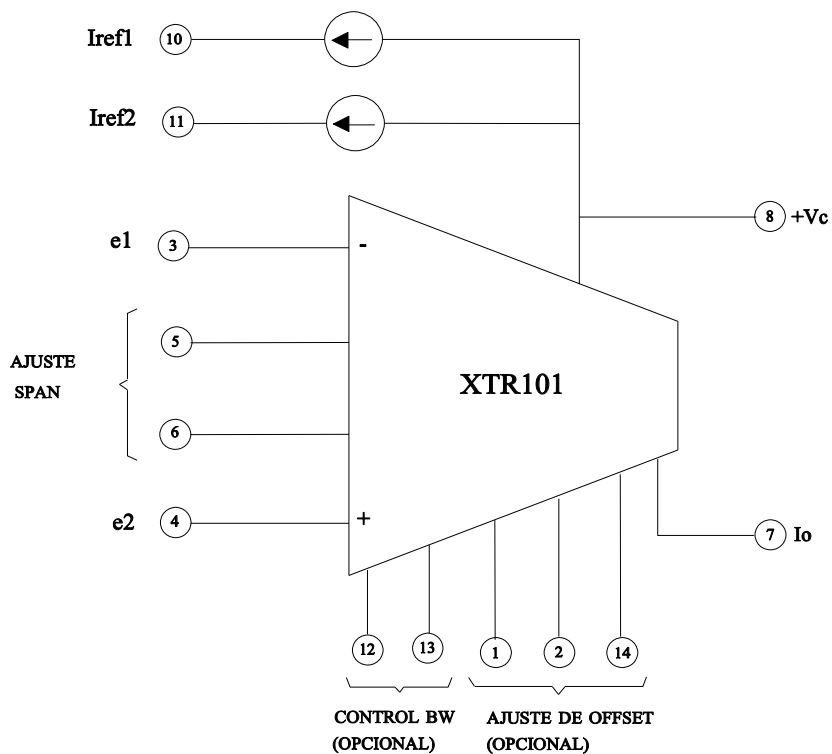 Iref1 10
Iref2 11
8 +Vc
e1 3 -
5
AJUSTE
SPAN
XTR101
6
e2 4 +
7 Io
12 13 1 2 14
CONTROL BW
(OPCIONAL)
AJUSTE DE OFFSET
(OPCIONAL)